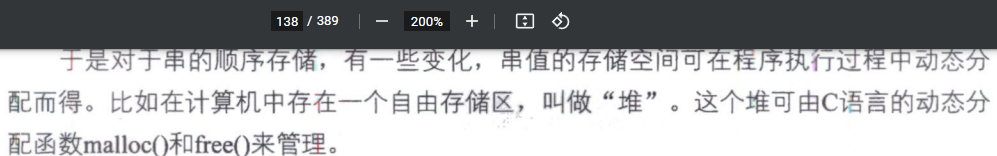 138 / 389 — 200% +
于是对于串的顺序存储，有一些变化，串值的存储空间可在程序执行过程中动态分
配而得。比如在计算机中存在一个自由存储区，叫做“堆”。这个堆可由C语言的动态分
配函数malloc()和free()来管理。